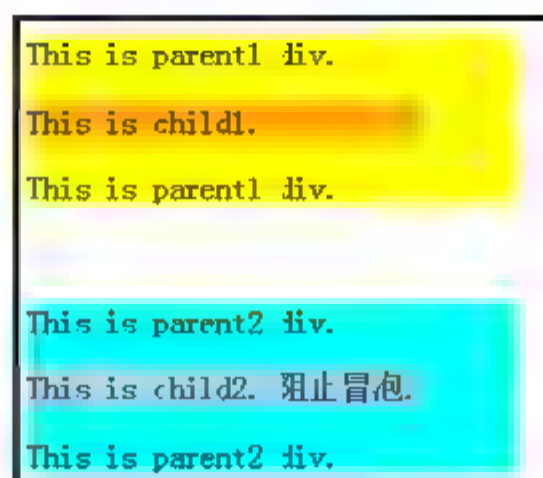 This is parent1 div.
This is child1.
This is parent1 div.
This is parent2 div.
This is child2. 阻止冒泡.
This is parent2 div.